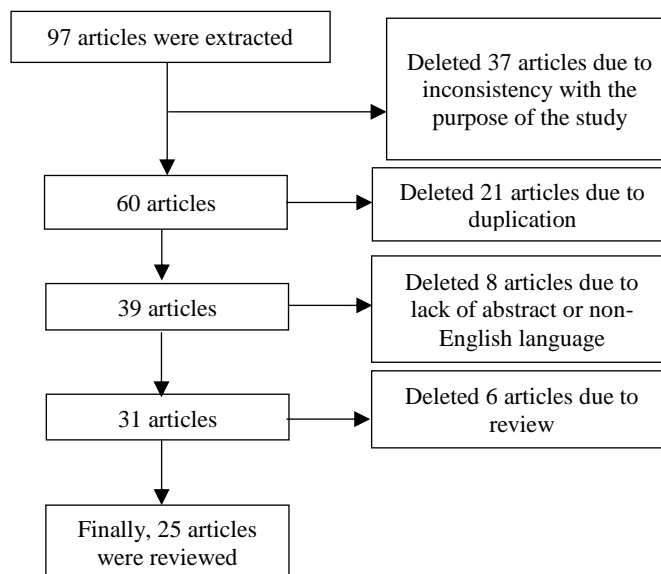 97 articles were extracted
Deleted 37 articles due to
inconsistency with the
purpose of the study
60 articles
Deleted 21 articles due to
duplication
39 articles
Deleted 8 articles due to
lack of abstract or non-
English language
31 articles
Deleted 6 articles due to
review
Finally, 25 articles
were reviewed